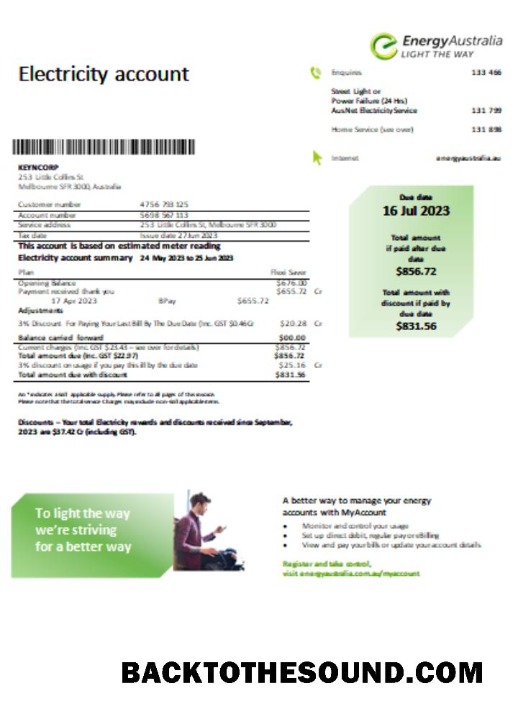 EnergyAustralia
LIGHT THE WAY
Electricity account
Enquires 133 466
Street Light or
Power Failure (24 Hrs)
AusNet Electricity Service 131 799
Home Service (see over) 131 898
Internet energyaustralia.au
KEYNCORP
253 Little Collins St
Melbourne SFR 3000, Australia
Customer number 4756 793 125
Account number 5698 567 113
Service address 253 Little Collins St, Melbourne SFR 3000
Tax date Issue date 27 Jun 2023
This account is based on estimated meter reading
Electricity account summary 24 May 2023 to 25 Jun 2023
Plan Flexi Saver
Opening Balance $676.00
Payment received thank you $655.72 Cr
17 Apr 2023 BPay $655.72
Adjustments
3% Discount For Paying Your Last Bill By The Due Date (Inc. GST $0.46Cr $20.28 Cr
Balance carried forward $00.00
Current charges (Inc. GST $23.43 – see over for details) $856.72
Total amount due (Inc. GST $22.97) $856.72
3% discount on usage if you pay this bill by the due date $25.16 Cr
Total amount due with discount $831.56
An *indicates a full applicable supply. Please refer to all pages of this invoice.
Please note that the total service Charges may include non-full applicable items.
Discounts – Your total Electricity rewards and discounts received since September,
2023 are $37.42 Cr (including GST).
Due date
16 Jul 2023
Total amount
if paid after due
date
$856.72
Total amount with
discount if paid by
due date
$831.56
To light the way
we're striving
for a better way
A better way to manage your energy
accounts with MyAccount
• Monitor and control your usage
• Set up direct debit, regular pay or eBilling
• View and pay your bills or update your account details
Register and take control,
visit energyaustralia.com.au/myaccount
BACKTOTHESOUND.COM